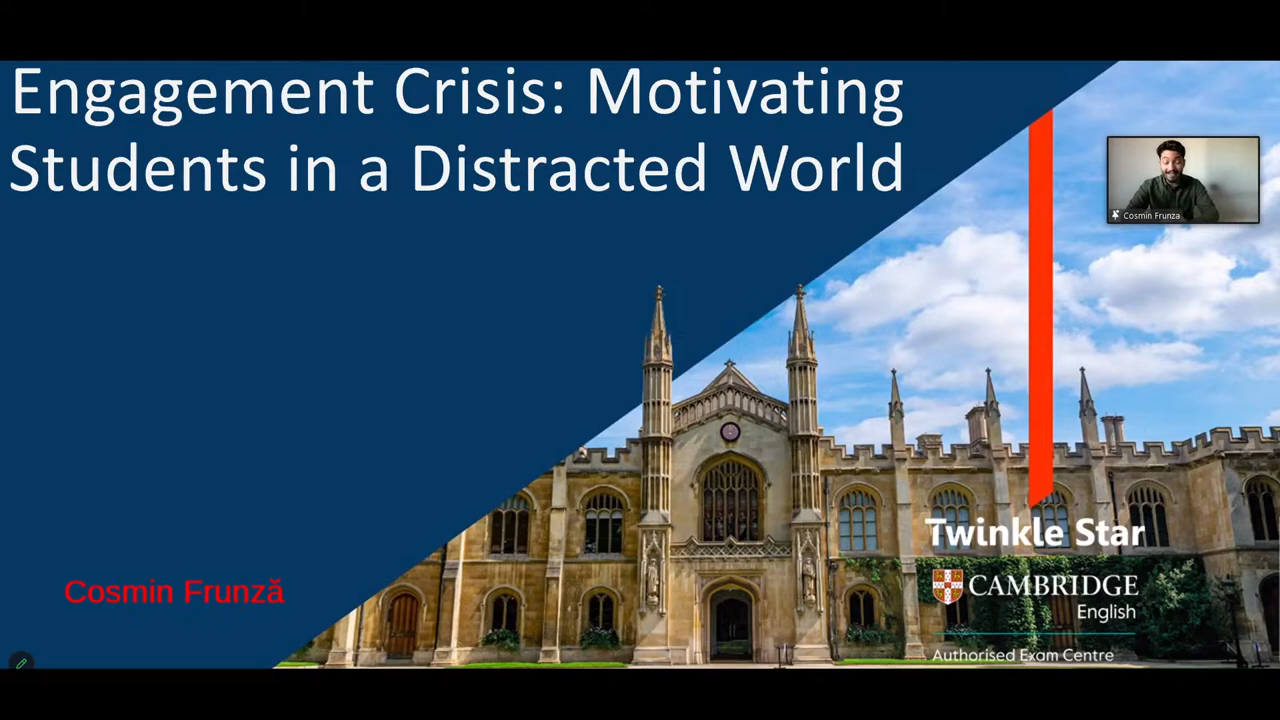 Engagement Crisis: Motivating
Students in a Distracted World
Cosmin Frunza
Twinkle Star
CAMBRIDGE
English
Authorised Exam Centre
Cosmin Frunză